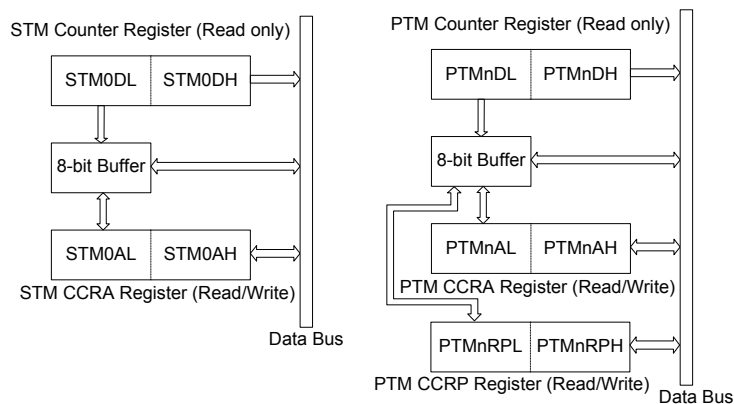 STM Counter Register (Read only)
STM0DL STM0DH
8-bit Buffer
STM0AL STM0AH
STM CCRA Register (Read/Write)
Data Bus
PTM Counter Register (Read only)
PTMnDL PTMnDH
8-bit Buffer
PTMnAL PTMnAH
PTM CCRA Register (Read/Write)
PTMnRPL PTMnRPH
PTM CCRP Register (Read/Write)
Data Bus